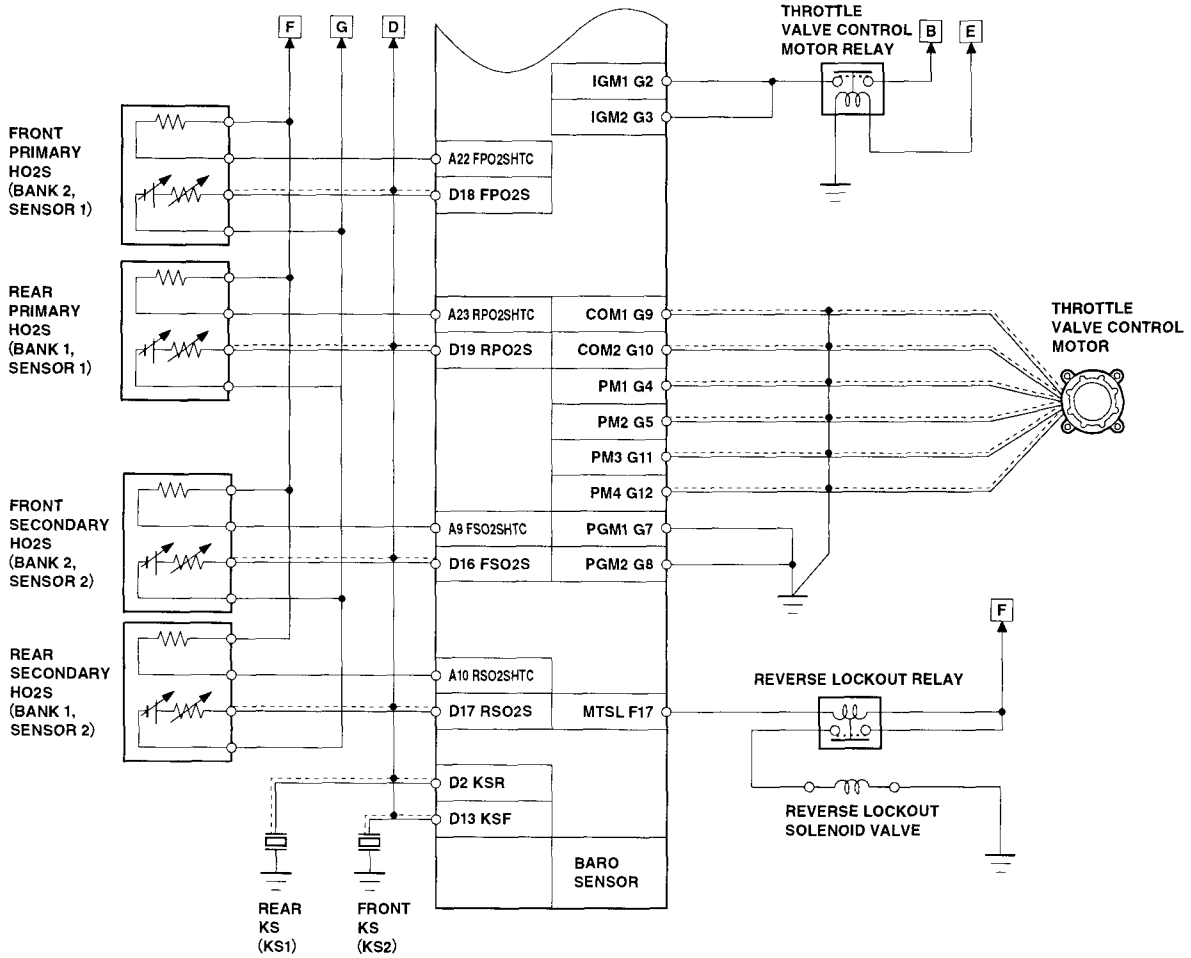 F
G
D
THROTTLE
VALVE CONTROL
MOTOR RELAY
B
E
IGM1 G2
IGM2 G3
FRONT
PRIMARY
HO2S
(BANK 2,
SENSOR 1)
A22 FPO2SHTC
D18 FPO2S
REAR
PRIMARY
HO2S
(BANK 1,
SENSOR 1)
A23 RPO2SHTC
D19 RPO2S
COM1 G9
COM2 G10
PM1 G4
PM2 G5
PM3 G11
PM4 G12
PGM1 G7
PGM2 G8
THROTTLE
VALVE CONTROL
MOTOR
FRONT
SECONDARY
HO2S
(BANK 2,
SENSOR 2)
A9 FSO2SHTC
D16 FSO2S
REAR
SECONDARY
HO2S
(BANK 1,
SENSOR 2)
A10 RSO2SHTC
D17 RSO2S
MTSL F17
F
REVERSE LOCKOUT RELAY
REVERSE LOCKOUT
SOLENOID VALVE
D2 KSR
D13 KSF
BARO
SENSOR
REAR
KS
(KS1)
FRONT
KS
(KS2)